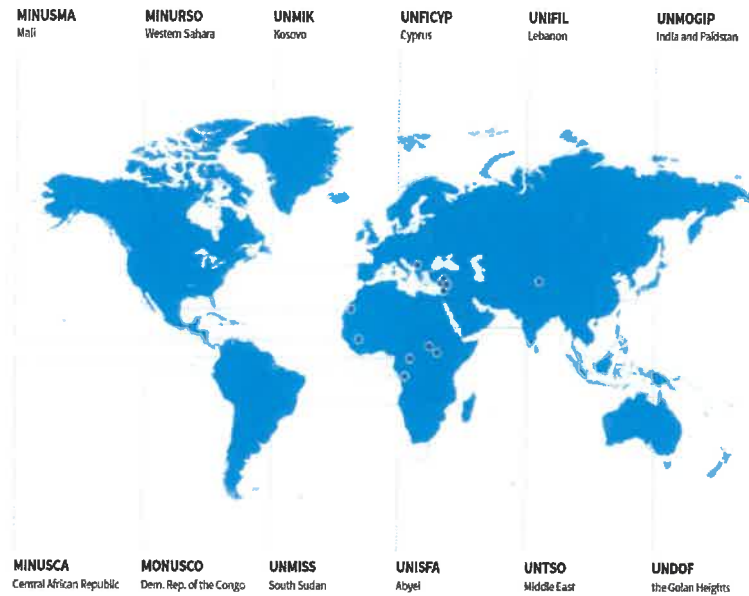 MINUSMA
Mali
MINURSO
Western Sahara
UNMIK
Kosovo
UNFICYP
Cyprus
UNIFIL
Lebanon
UNMOGIP
India and Pakistan
MINUSCA
Central African Republic
MONUSCO
Dem. Rep. of the Congo
UNMISS
South Sudan
UNISFA
Abyei
UNTSO
Middle East
UNDOF
the Golan Heights